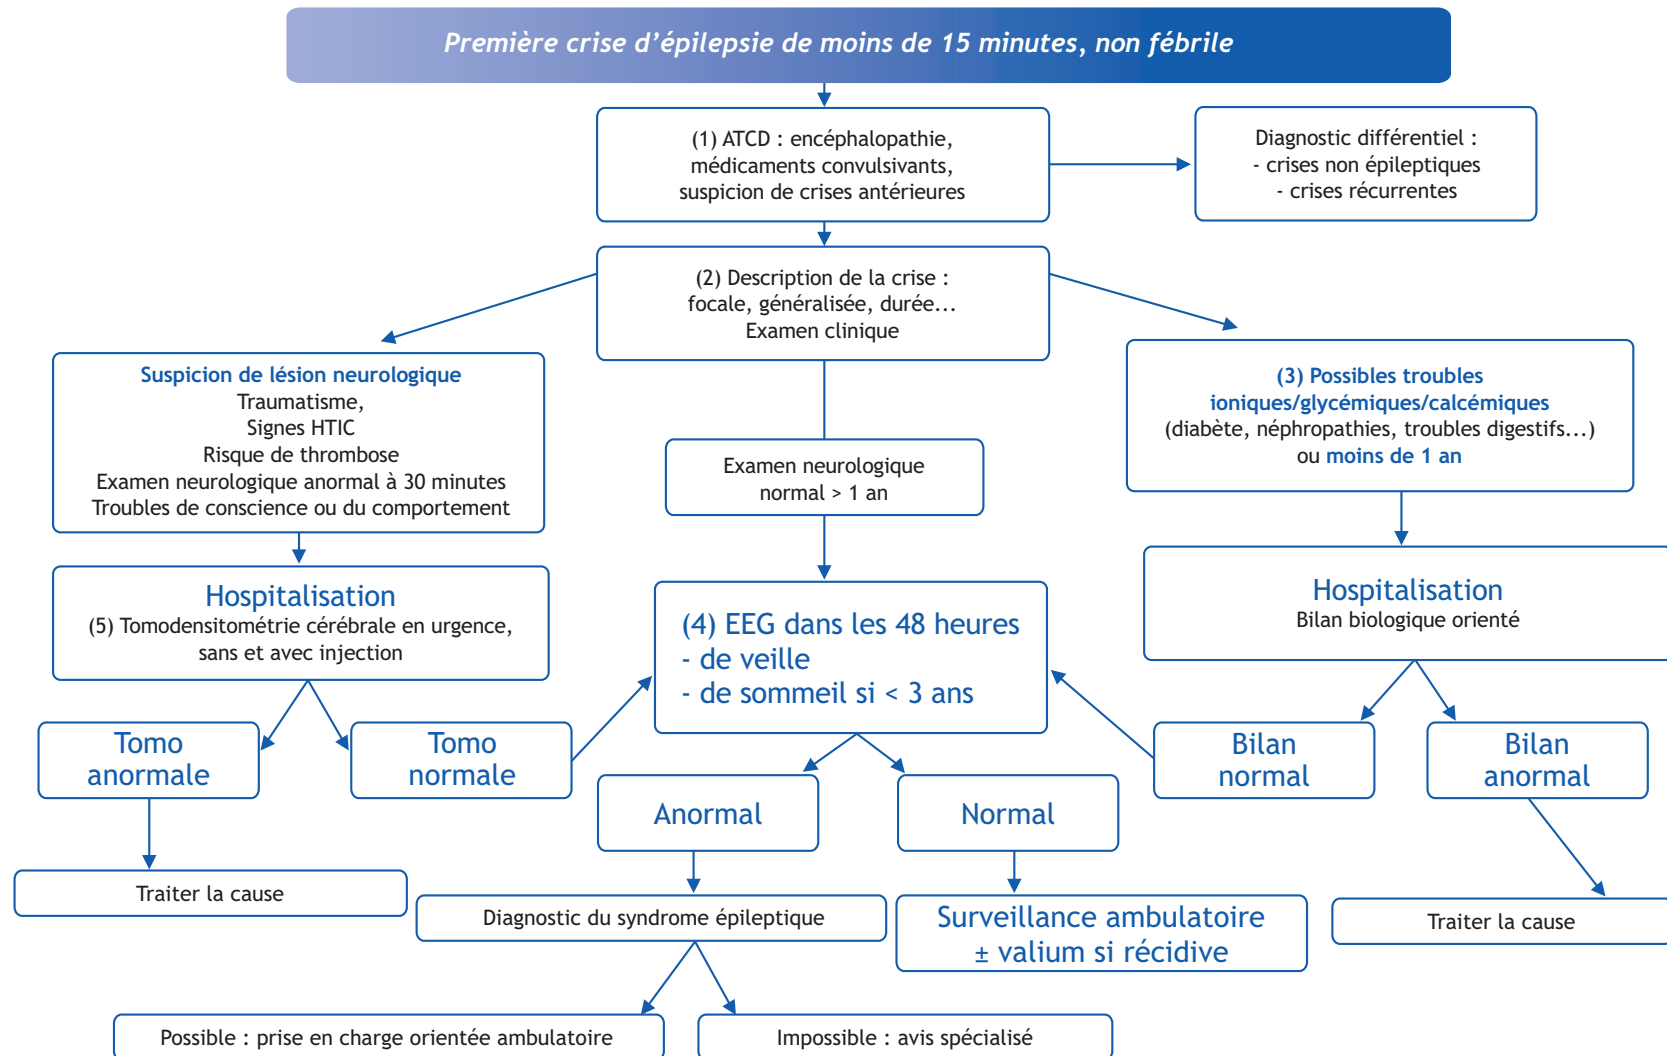 Première crise d’épilepsie de moins de 15 minutes, non fébrile
(1) ATCD : encéphalopathie,
médicaments convulsivants,
suspicion de crises antérieures
Diagnostic différentiel :
- crises non épileptiques
- crises récurrentes
(2) Description de la crise :
focale, généralisée, durée...
Examen clinique
Suspicion de lésion neurologique
Traumatisme,
Signes HTIC
Risque de thrombose
Examen neurologique anormal à 30 minutes
Troubles de conscience ou du comportement
Examen neurologique
normal > 1 an
(3) Possibles troubles
ioniques/glycémiques/calcémiques
(diabète, néphropathies, troubles digestifs...)
ou moins de 1 an
Hospitalisation
(5) Tomodensitométrie cérébrale en urgence,
sans et avec injection
(4) EEG dans les 48 heures
- de veille
- de sommeil si < 3 ans
Hospitalisation
Bilan biologique orienté
Tomo
anormale
Tomo
normale
Bilan
normal
Bilan
anormal
Anormal
Normal
Traiter la cause
Diagnostic du syndrome épileptique
Surveillance ambulatoire
± valium si récidive
Traiter la cause
Possible : prise en charge orientée ambulatoire
Impossible : avis spécialisé